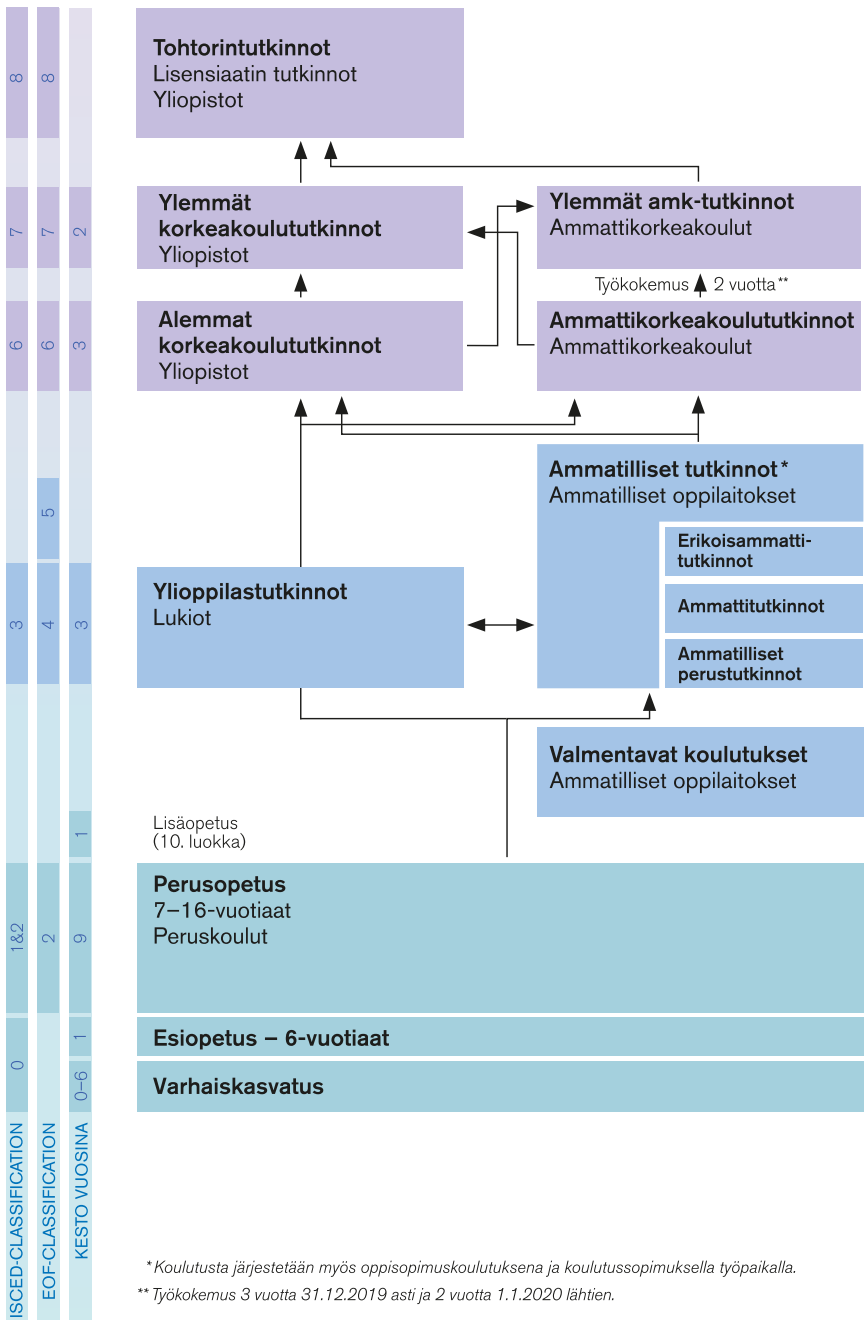 Tohtorintutkinnot
Lisensiaatin tutkinnot
Yliopistot
8
8
Ylemmät
korkeakoulututkinnot
Yliopistot
Ylemmät amk-tutkinnot
Ammattikorkeakoulut
7
7
2
Työkokemus
2 vuotta**
Alemmat
korkeakoulututkinnot
Yliopistot
Ammattikorkeakoulututkinnot
Ammattikorkeakoulut
6
6
3
Ammatilliset tutkinnot*
Ammatilliset oppilaitokset
5
Erikoisammatti-
tutkinnot
Ammattitutkinnot
Ammatilliset
perustutkinnot
Ylioppilastutkinnot
Lukiot
3
4
3
Valmentavat koulutukset
Ammatilliset oppilaitokset
Lisäopetus
(10. luokka)
1
Perusopetus
7–16-vuotiaat
Peruskoulut
1&2
2
9
Esiopetus – 6-vuotiaat
1
0
Varhaiskasvatus
0–6
ISCED-CLASSIFICATION
EOF-CLASSIFICATION
KESTO VUOSINA
* Koulutusta järjestetään myös oppisopimuskoulutuksena ja koulutussopimuksella työpaikalla.
** Työkokemus 3 vuotta 31.12.2019 asti ja 2 vuotta 1.1.2020 lähtien.